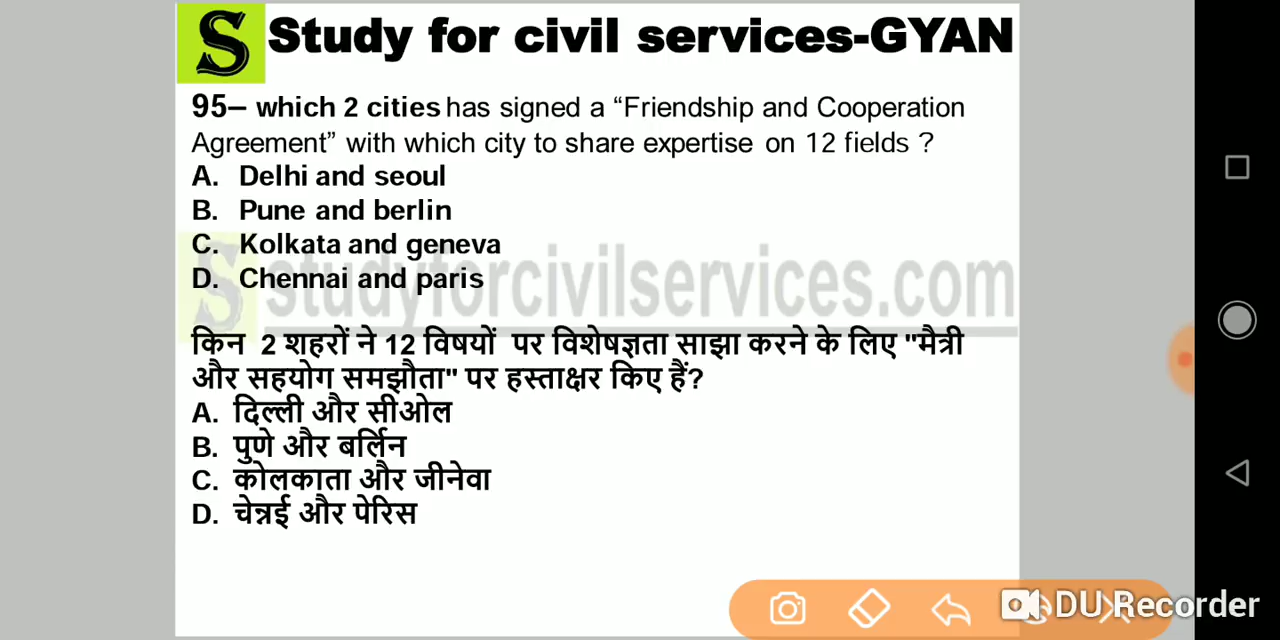 S Study for civil services-GYAN
95– which 2 cities has signed a “Friendship and Cooperation
Agreement” with which city to share expertise on 12 fields ?
A. Delhi and seoul
B. Pune and berlin
C. Kolkata and geneva
D. Chennai and paris
S studyforcivilservices.com
किन 2 शहरों ने 12 विषयों पर विशेषज्ञता साझा करने के लिए "मैत्री
और सहयोग समझौता" पर हस्ताक्षर किए हैं?
A. दिल्ली और सीओल
B. पुणे और बर्लिन
C. कोलकाता और जीनेवा
D. चेन्नई और पेरिस
DU Recorder